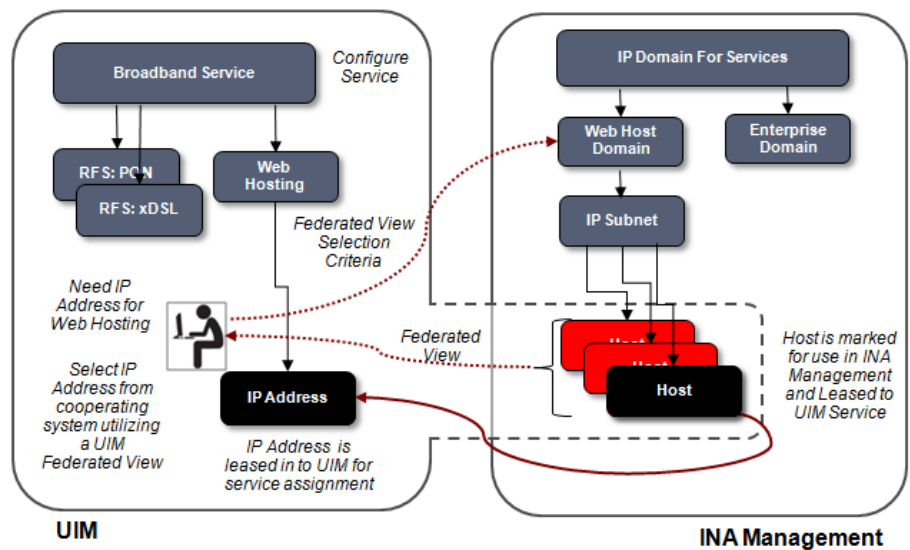 Broadband Service
Configure
Service
RFS: PON
RFS: xDSL
Web
Hosting
Federated View
Selection
Criteria
Need IP
Address for
Web Hosting
Select IP
Address from
cooperating
system utilizing
a UIM
Federated View
IP Address
IP Address is
leased in to UIM for
service assignment
UIM
IP Domain For Services
Web Host
Domain
Enterprise
Domain
IP Subnet
Federated
View
Host
Host
Host
Host is marked
for use in INA
Management
and Leased to
UIM Service
INA Management